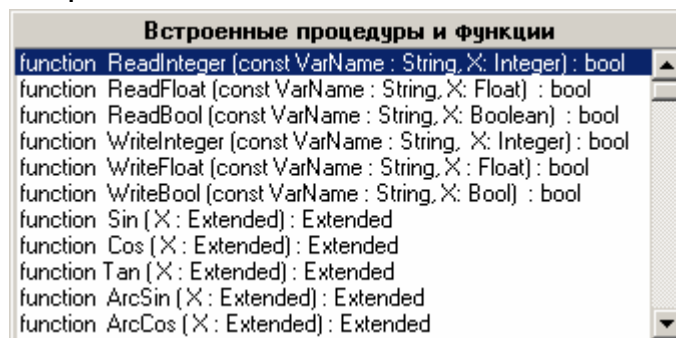 Встроенные процедуры и функции
function ReadInteger (const VarName : String, X: Integer) : bool
function ReadFloat (const VarName : String, X: Float) : bool
function ReadBool (const VarName : String, X: Boolean) : bool
function WriteInteger (const VarName : String, X: Integer) : bool
function WriteFloat (const VarName : String, X : Float) : bool
function WriteBool (const VarName : String, X: Bool) : bool
function Sin ( X : Extended) : Extended
function Cos ( X : Extended) : Extended
function Tan ( X : Extended) : Extended
function ArcSin ( X : Extended) : Extended
function ArcCos ( X : Extended) : Extended